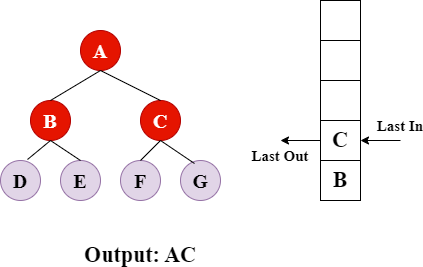 A
B C
D E F G
C
B
Last In
Last Out
Output: AC